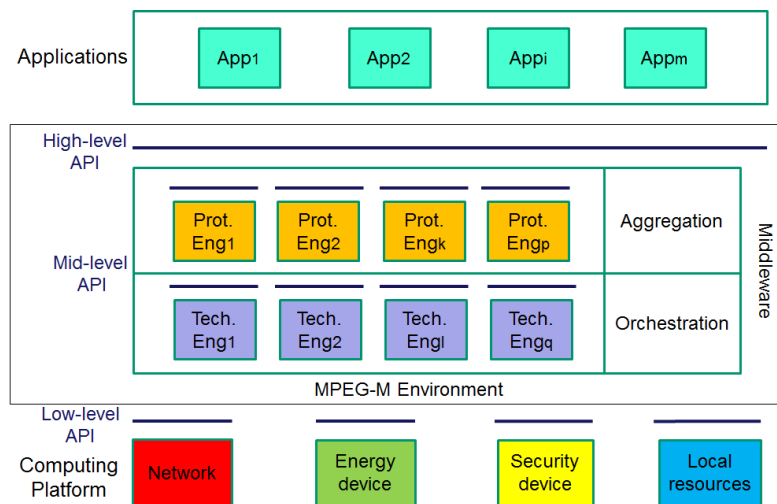 Applications
App1
App2
Appi
Appm
High-level
API
Prot.
Eng1
Prot.
Eng2
Prot.
Engk
Prot.
Engp
Aggregation
Mid-level
API
Middleware
Tech.
Eng1
Tech.
Eng2
Tech.
Engl
Tech.
Engq
Orchestration
MPEG-M Environment
Low-level
API
Computing
Platform
Network
Energy
device
Security
device
Local
resources